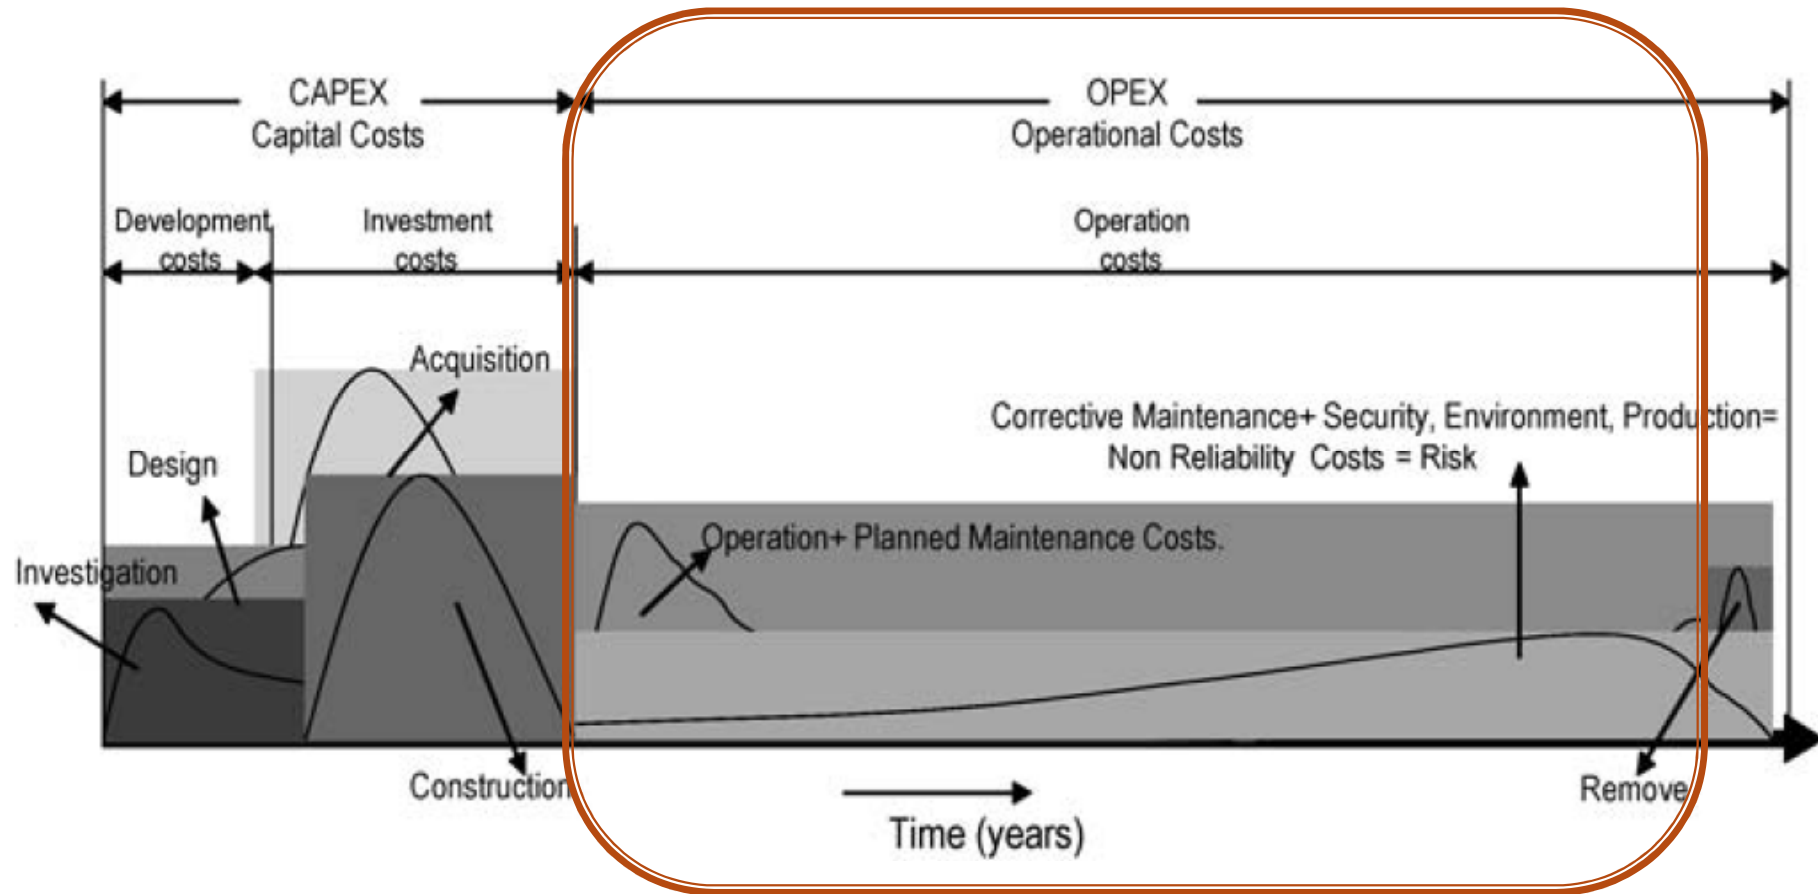 CAPEX
Capital Costs
OPEX
Operational Costs
Development
costs
Investment
costs
Operation
costs
Acquisition
Design
Investigation
Corrective Maintenance+ Security, Environment, Production=
Non Reliability Costs = Risk
Operation+ Planned Maintenance Costs.
Construction
Remove
Time (years)